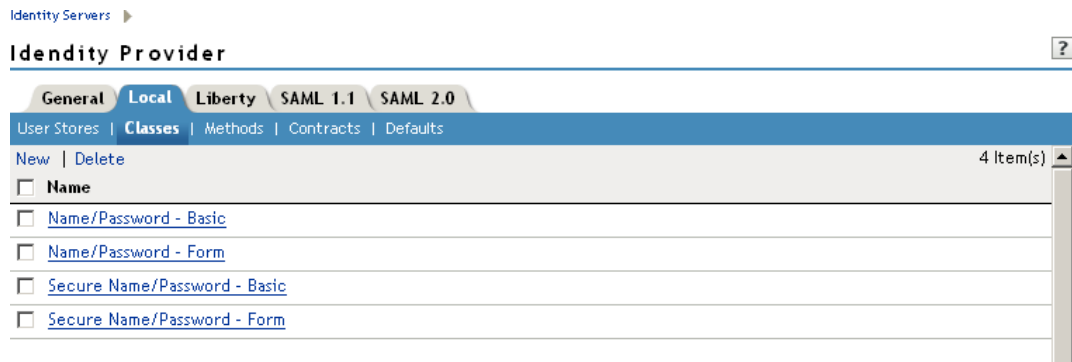 Identity Servers
Idendity Provider ?
General Local Liberty SAML 1.1 SAML 2.0
User Stores | Classes | Methods | Contracts | Defaults
New | Delete 4 Item(s)
Name
Name/Password - Basic
Name/Password - Form
Secure Name/Password - Basic
Secure Name/Password - Form